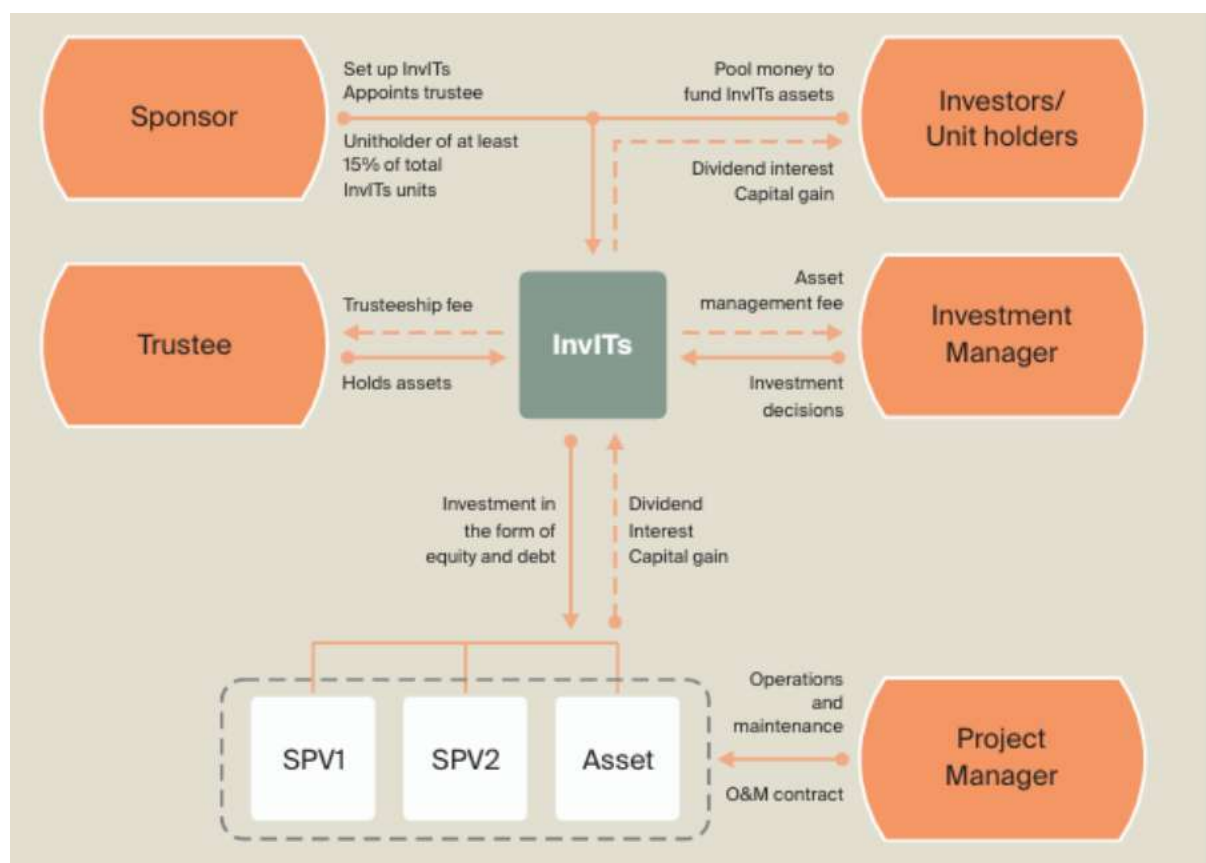 Sponsor
Set up InvITs
Appoints trustee
Unitholder of at least
15% of total
InvITs units
Pool money to
fund InvITs assets
Dividend interest
Capital gain
Investors/
Unit holders
Trustee
Trusteeship fee
Holds assets
InvITs
Asset
management fee
Investment
decisions
Investment
Manager
Investment in
the form of
equity and debt
Dividend
Interest
Capital gain
SPV1
SPV2
Asset
Operations
and
maintenance
O&M contract
Project
Manager